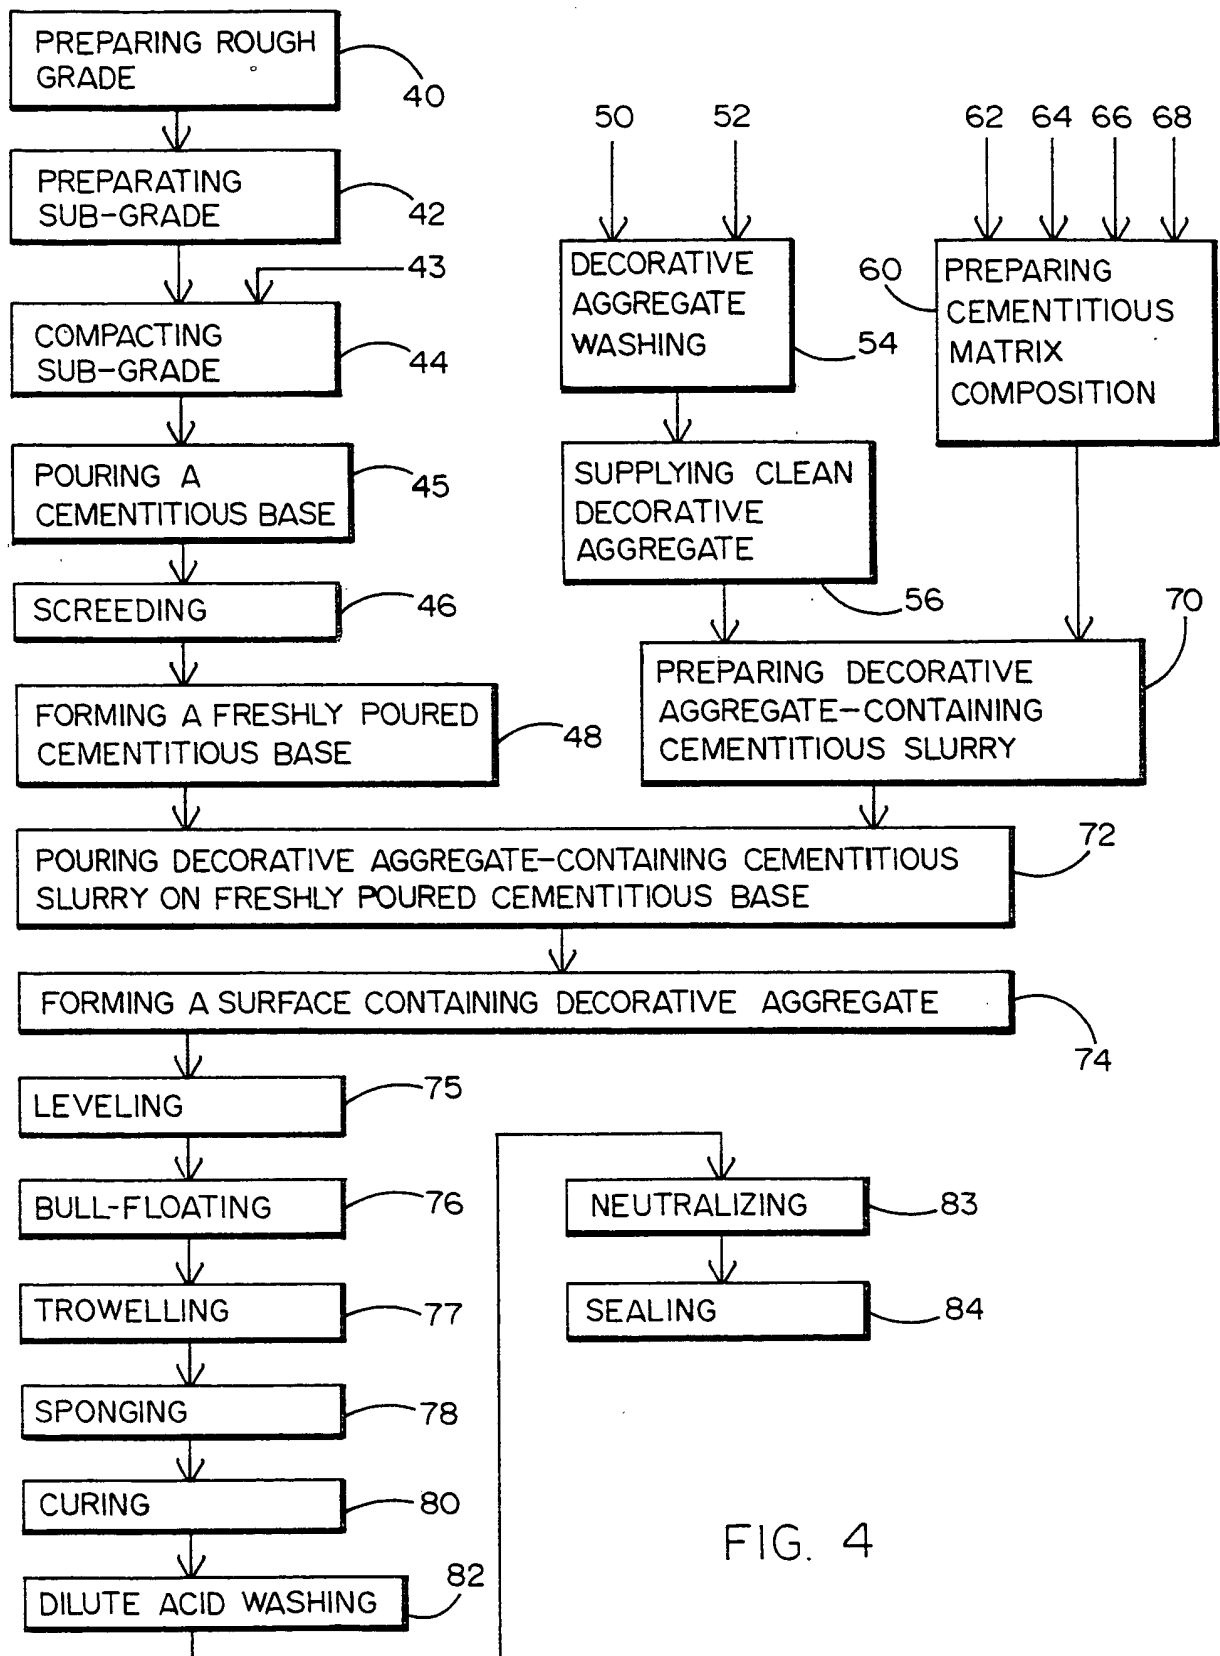 PREPARING ROUGH
GRADE
40
PREPARATING
SUB-GRADE
42
43
COMPACTING
SUB-GRADE
44
POURING A
CEMENTITIOUS BASE
45
SCREEDING
46
FORMING A FRESHLY POURED
CEMENTITIOUS BASE
48
50 52
DECORATIVE
AGGREGATE
WASHING
54
SUPPLYING CLEAN
DECORATIVE
AGGREGATE
56
62 64 66 68
60
PREPARING
CEMENTITIOUS
MATRIX
COMPOSITION
PREPARING DECORATIVE
AGGREGATE-CONTAINING
CEMENTITIOUS SLURRY
70
POURING DECORATIVE AGGREGATE-CONTAINING CEMENTITIOUS
SLURRY ON FRESHLY POURED CEMENTITIOUS BASE
72
FORMING A SURFACE CONTAINING DECORATIVE AGGREGATE
74
LEVELING
75
BULL-FLOATING
76
TROWELLING
77
SPONGING
78
CURING
80
DILUTE ACID WASHING
82
NEUTRALIZING
83
SEALING
84
FIG. 4